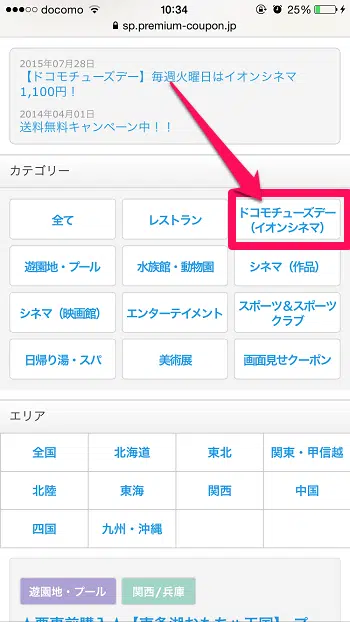 docomo 10:34 25%
sp.premium-coupon.jp
2015年07月28日
【ドコモチューズデー】毎週火曜日はイオンシネマ
1,100円！
2014年04月01日
送料無料キャンペーン中！！
カテゴリー
全て
レストラン
ドコモチューズデー
（イオンシネマ）
遊園地・プール
水族館・動物園
シネマ（作品）
シネマ（映画館）
エンターテイメント
スポーツ＆スポーツ
クラブ
日帰り湯・スパ
美術展
画面見せクーポン
エリア
全国
北海道
東北
関東・甲信越
北陸
東海
関西
中国
四国
九州・沖縄
遊園地・プール
関西/兵庫